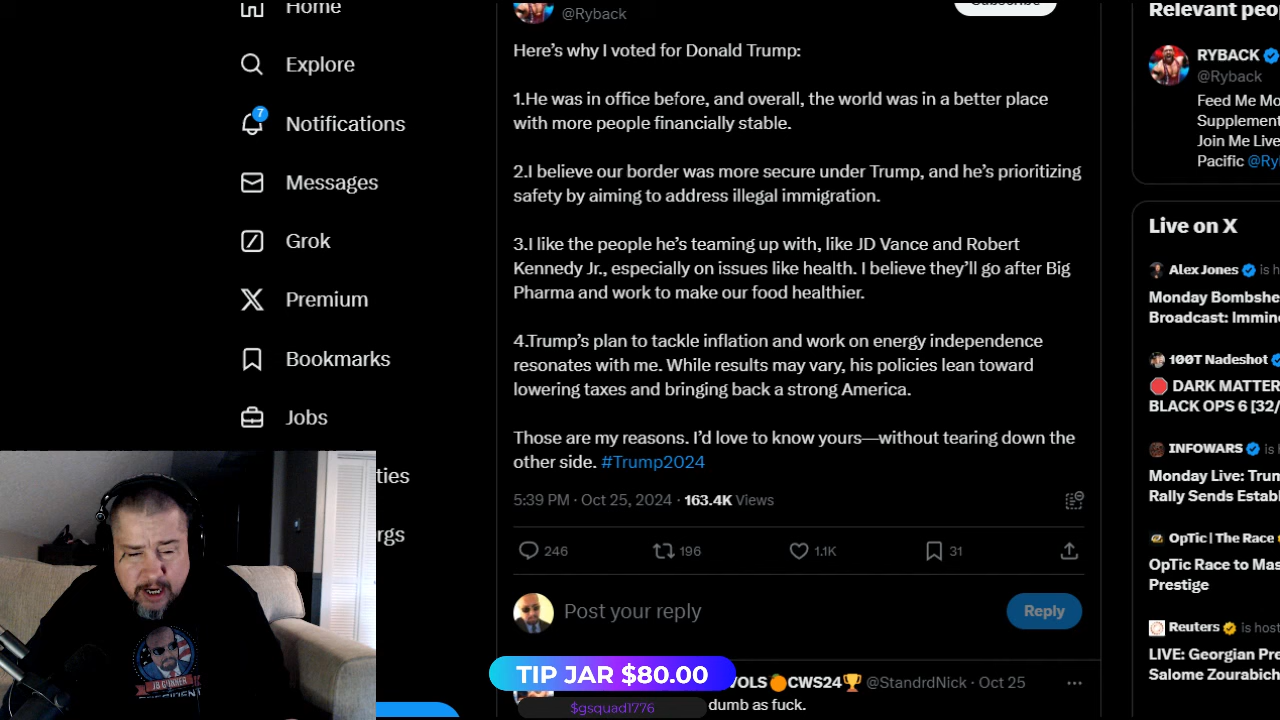 Home
Explore
7
Notifications
Messages
Grok
Premium
Bookmarks
Jobs
ties
rgs
@Ryback
Subscribe
Here's why I voted for Donald Trump:
1.He was in office before, and overall, the world was in a better place
with more people financially stable.
2.I believe our border was more secure under Trump, and he's prioritizing
safety by aiming to address illegal immigration.
3.I like the people he's teaming up with, like JD Vance and Robert
Kennedy Jr., especially on issues like health. I believe they'll go after Big
Pharma and work to make our food healthier.
4.Trump's plan to tackle inflation and work on energy independence
resonates with me. While results may vary, his policies lean toward
lowering taxes and bringing back a strong America.
Those are my reasons. I'd love to know yours—without tearing down the
other side. #Trump2024
5:39 PM · Oct 25, 2024 · 163.4K Views
246 196 1.1K 31
Post your reply
Reply
TIP JAR $80.00
VOLS🍊CWS24🏆 @StandrdNick · Oct 25
$gsquad1776
dumb as fuck.
Relevant peo
RYBACK
@Ryback
Feed Me Mo
Supplement
Join Me Live
Pacific @Ry
Live on X
Alex Jones is h
Monday Bombshe
Broadcast: Immin
100T Nadeshot
🛑 DARK MATTER
BLACK OPS 6 [32/
INFOWARS is h
Monday Live: Trum
Rally Sends Estab
OpTic | The Race
OpTic Race to Mas
Prestige
Reuters is host
LIVE: Georgian Pre
Salome Zourabich